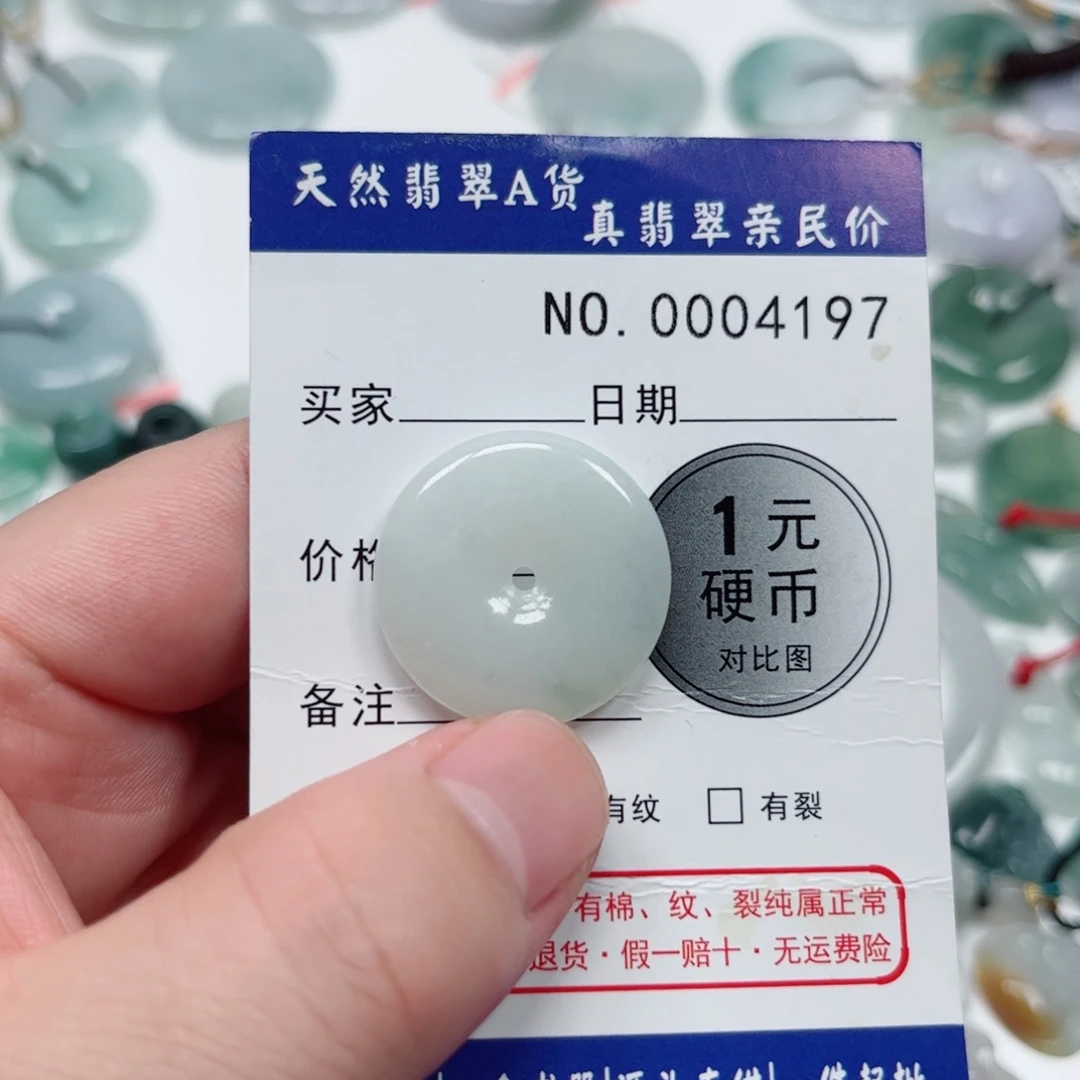 天然翡翠A货
真翡翠亲民价
NO. 0004197
买家 日期
价格
1元
硬币
对比图
备注
有纹 有裂
有棉、纹、裂纯属正常
退货·假一赔十·无运费险